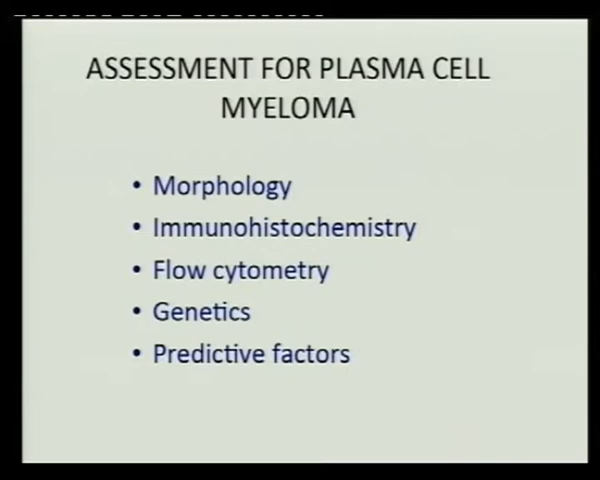 ASSESSMENT FOR PLASMA CELL
MYELOMA
• Morphology
• Immunohistochemistry
• Flow cytometry
• Genetics
• Predictive factors